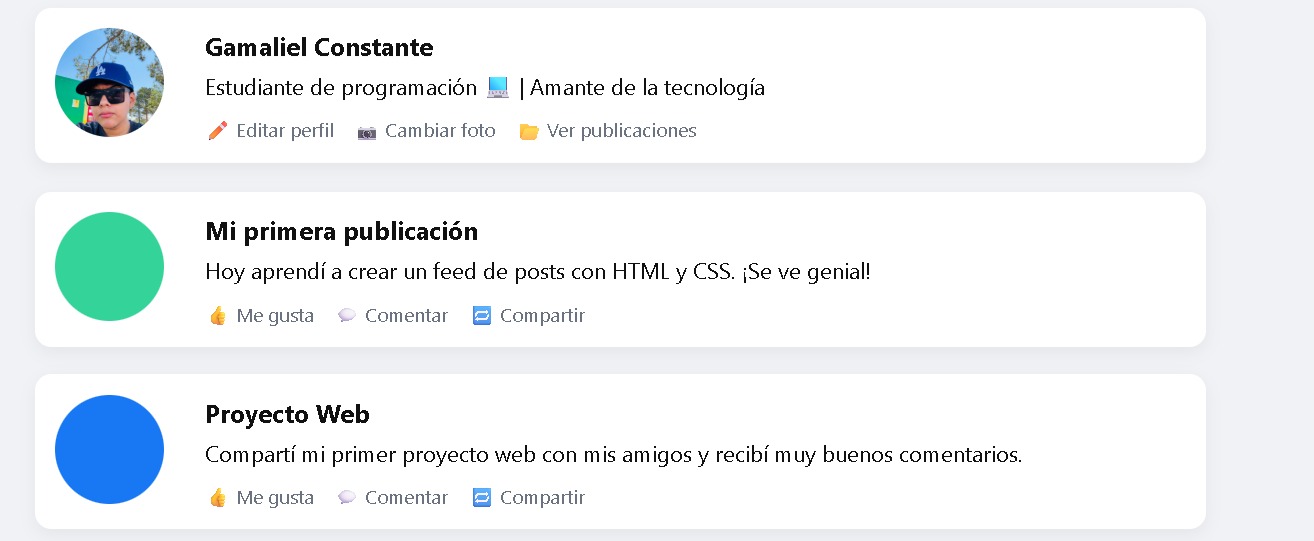 Gamaliel Constante
Estudiante de programación 💻 | Amante de la tecnología
✏️ Editar perfil 📷 Cambiar foto 📁 Ver publicaciones
Mi primera publicación
Hoy aprendí a crear un feed de posts con HTML y CSS. ¡Se ve genial!
👍 Me gusta 💬 Comentar 🔁 Compartir
Proyecto Web
Compartí mi primer proyecto web con mis amigos y recibí muy buenos comentarios.
👍 Me gusta 💬 Comentar 🔁 Compartir